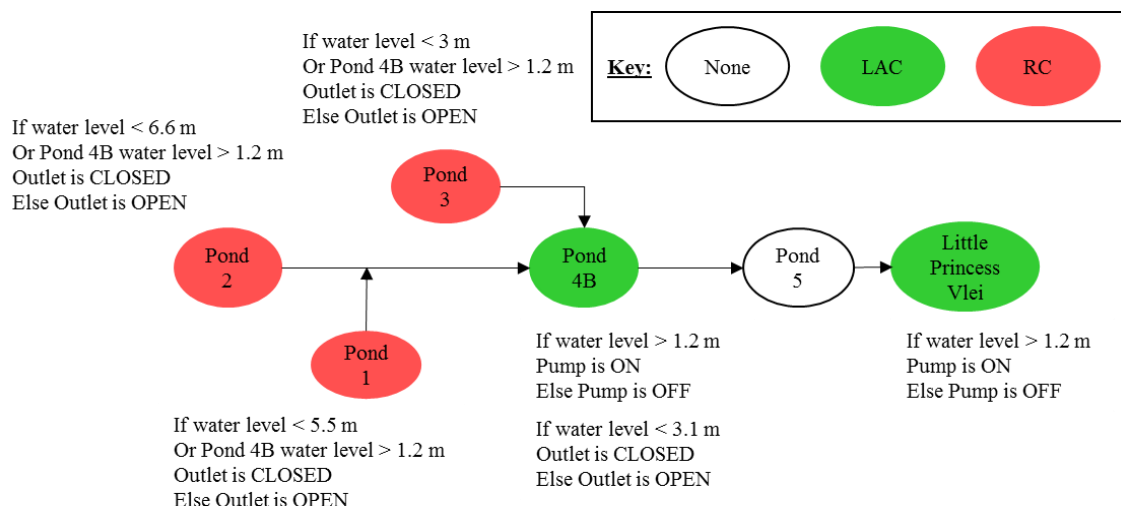 If water level < 3 m
Or Pond 4B water level > 1.2 m
Outlet is CLOSED
Else Outlet is OPEN
Key:
None
LAC
RC
If water level < 6.6 m
Or Pond 4B water level > 1.2 m
Outlet is CLOSED
Else Outlet is OPEN
Pond
3
Pond
2
Pond
4B
Pond
5
Little
Princess
Vlei
Pond
1
If water level > 1.2 m
Pump is ON
Else Pump is OFF
If water level > 1.2 m
Pump is ON
Else Pump is OFF
If water level < 5.5 m
Or Pond 4B water level > 1.2 m
Outlet is CLOSED
Else Outlet is OPEN
If water level < 3.1 m
Outlet is CLOSED
Else Outlet is OPEN